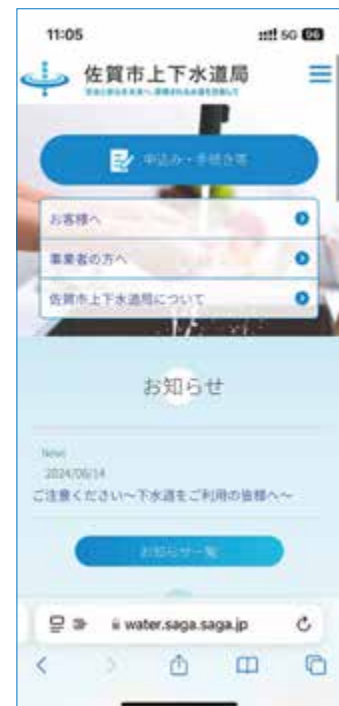 11:05
5G
佐賀市上下水道局
申込み・手続き等
お客様へ
事業者の方へ
佐賀市上下水道局について
お知らせ
News
2024/06/14
ご注意ください~下水道をご利用の皆様へ~
お知らせ一覧
water.saga.saga.jp